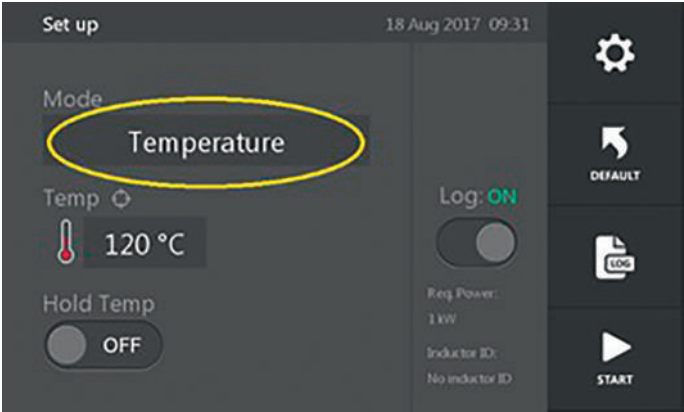 Set up
18 Aug 2017 09:31
Mode
Temperature
Temp
120 °C
Hold Temp
OFF
Log: ON
Req. Power:
1 kW
Inductor ID:
No inductor ID
DEFAULT
LOG
START